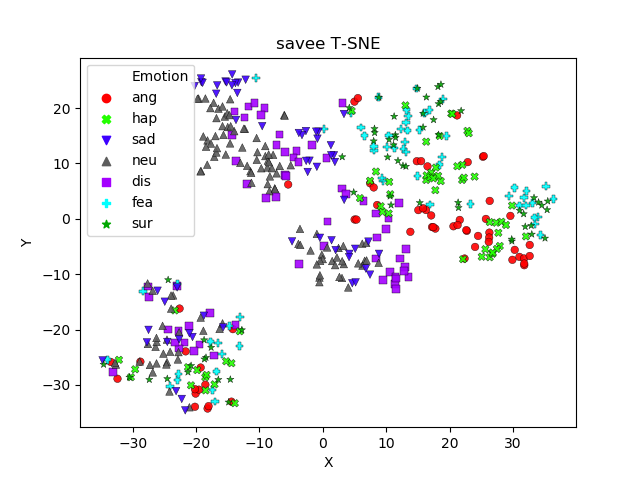 savee T-SNE
Emotion
ang
hap
sad
neu
dis
fea
sur
Y
20
10
0
−10
−20
−30
−30
−20
−10
0
10
20
30
X